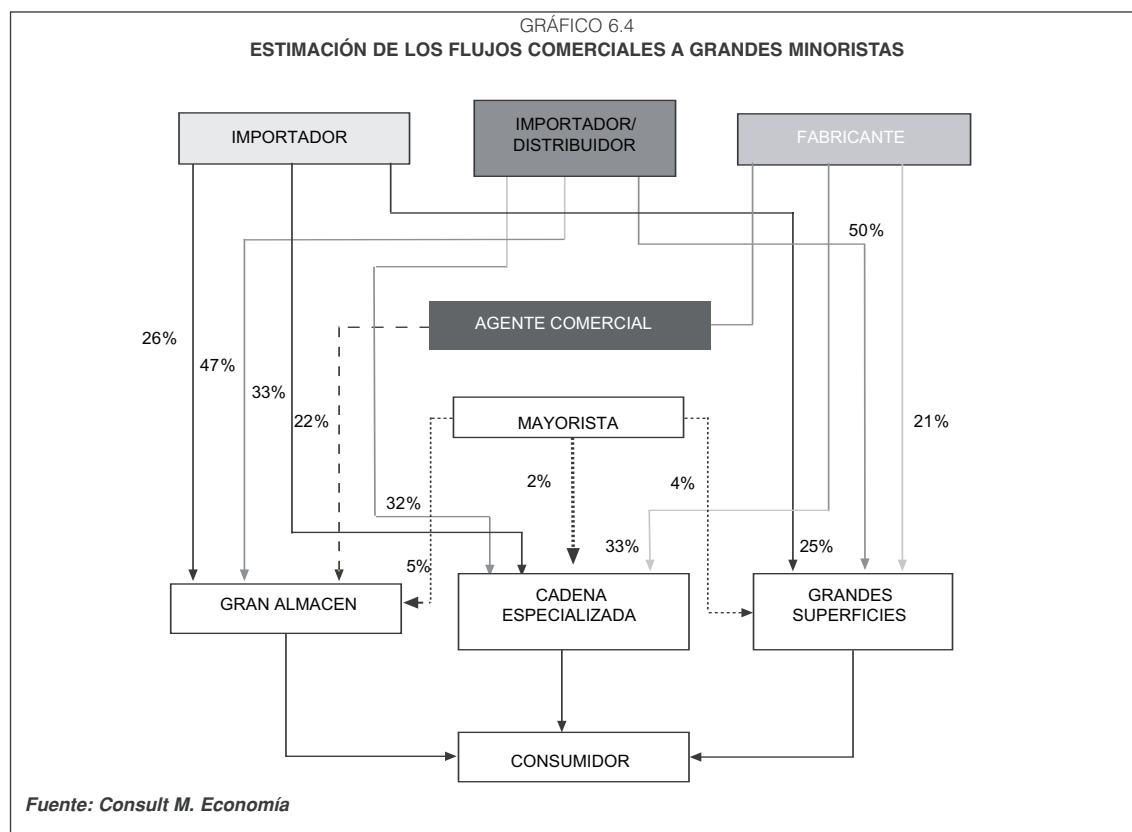 GRÁFICO 6.4
ESTIMACIÓN DE LOS FLUJOS COMERCIALES A GRANDES MINORISTAS
IMPORTADOR
IMPORTADOR/
DISTRIBUIDOR
FABRICANTE
50%
AGENTE COMERCIAL
26%
47%
33%
22%
21%
MAYORISTA
2%
4%
32%
33%
25%
5%
GRAN ALMACEN
CADENA
ESPECIALIZADA
GRANDES
SUPERFICIES
CONSUMIDOR
Fuente: Consult M. Economía